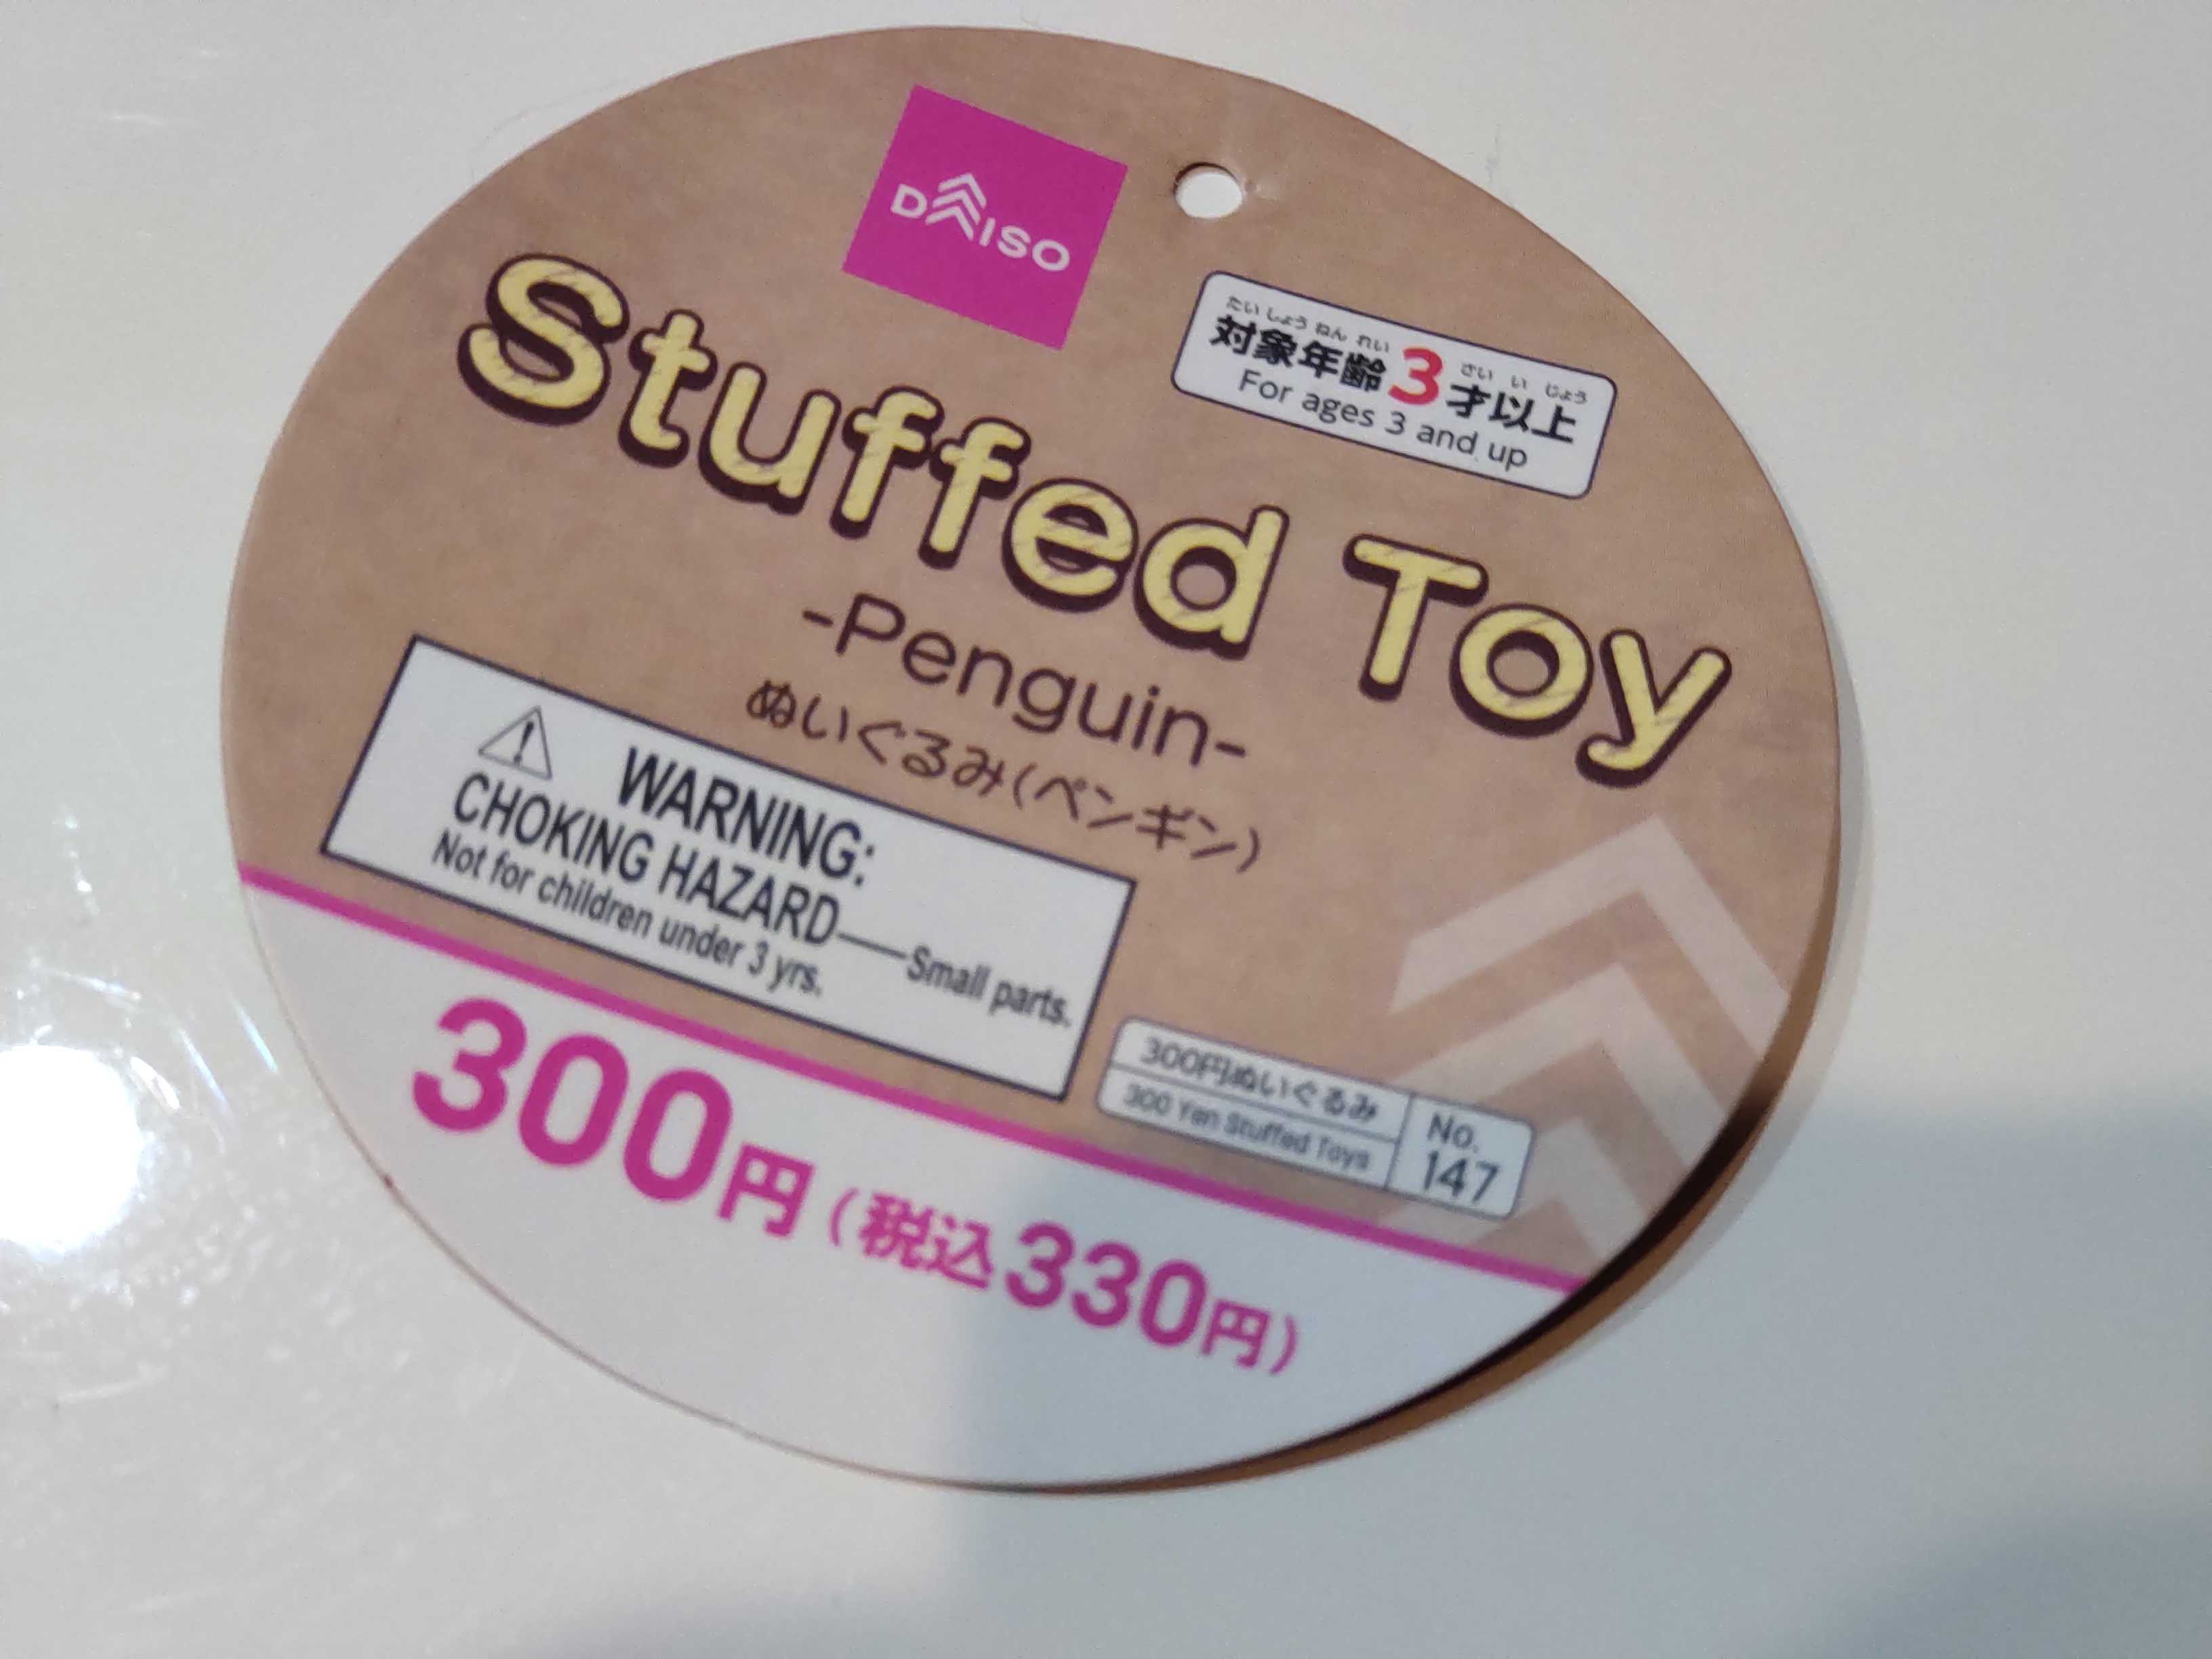 DAISO
たいしょうねんれい さいいじょう
対象年齢3才以上
For ages 3 and up
Stuffed Toy
-Penguin-
ぬいぐるみ(ペンギン)
WARNING:
CHOKING HAZARD—Small parts.
Not for children under 3 yrs.
300円ぬいぐるみ
300 Yen Stuffed Toys
No.
147
300円(税込330円)